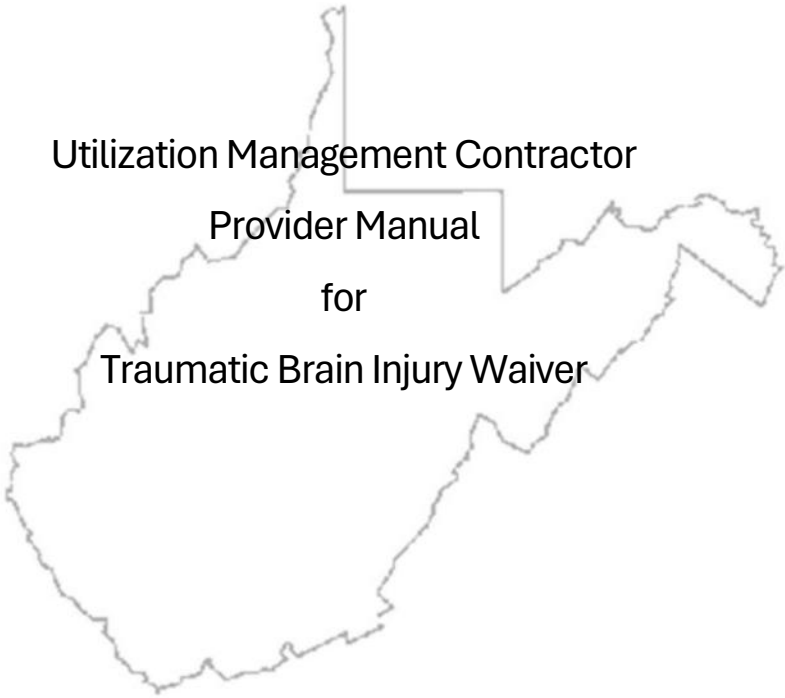 Utilization Management Contractor
Provider Manual
for
Traumatic Brain Injury Waiver